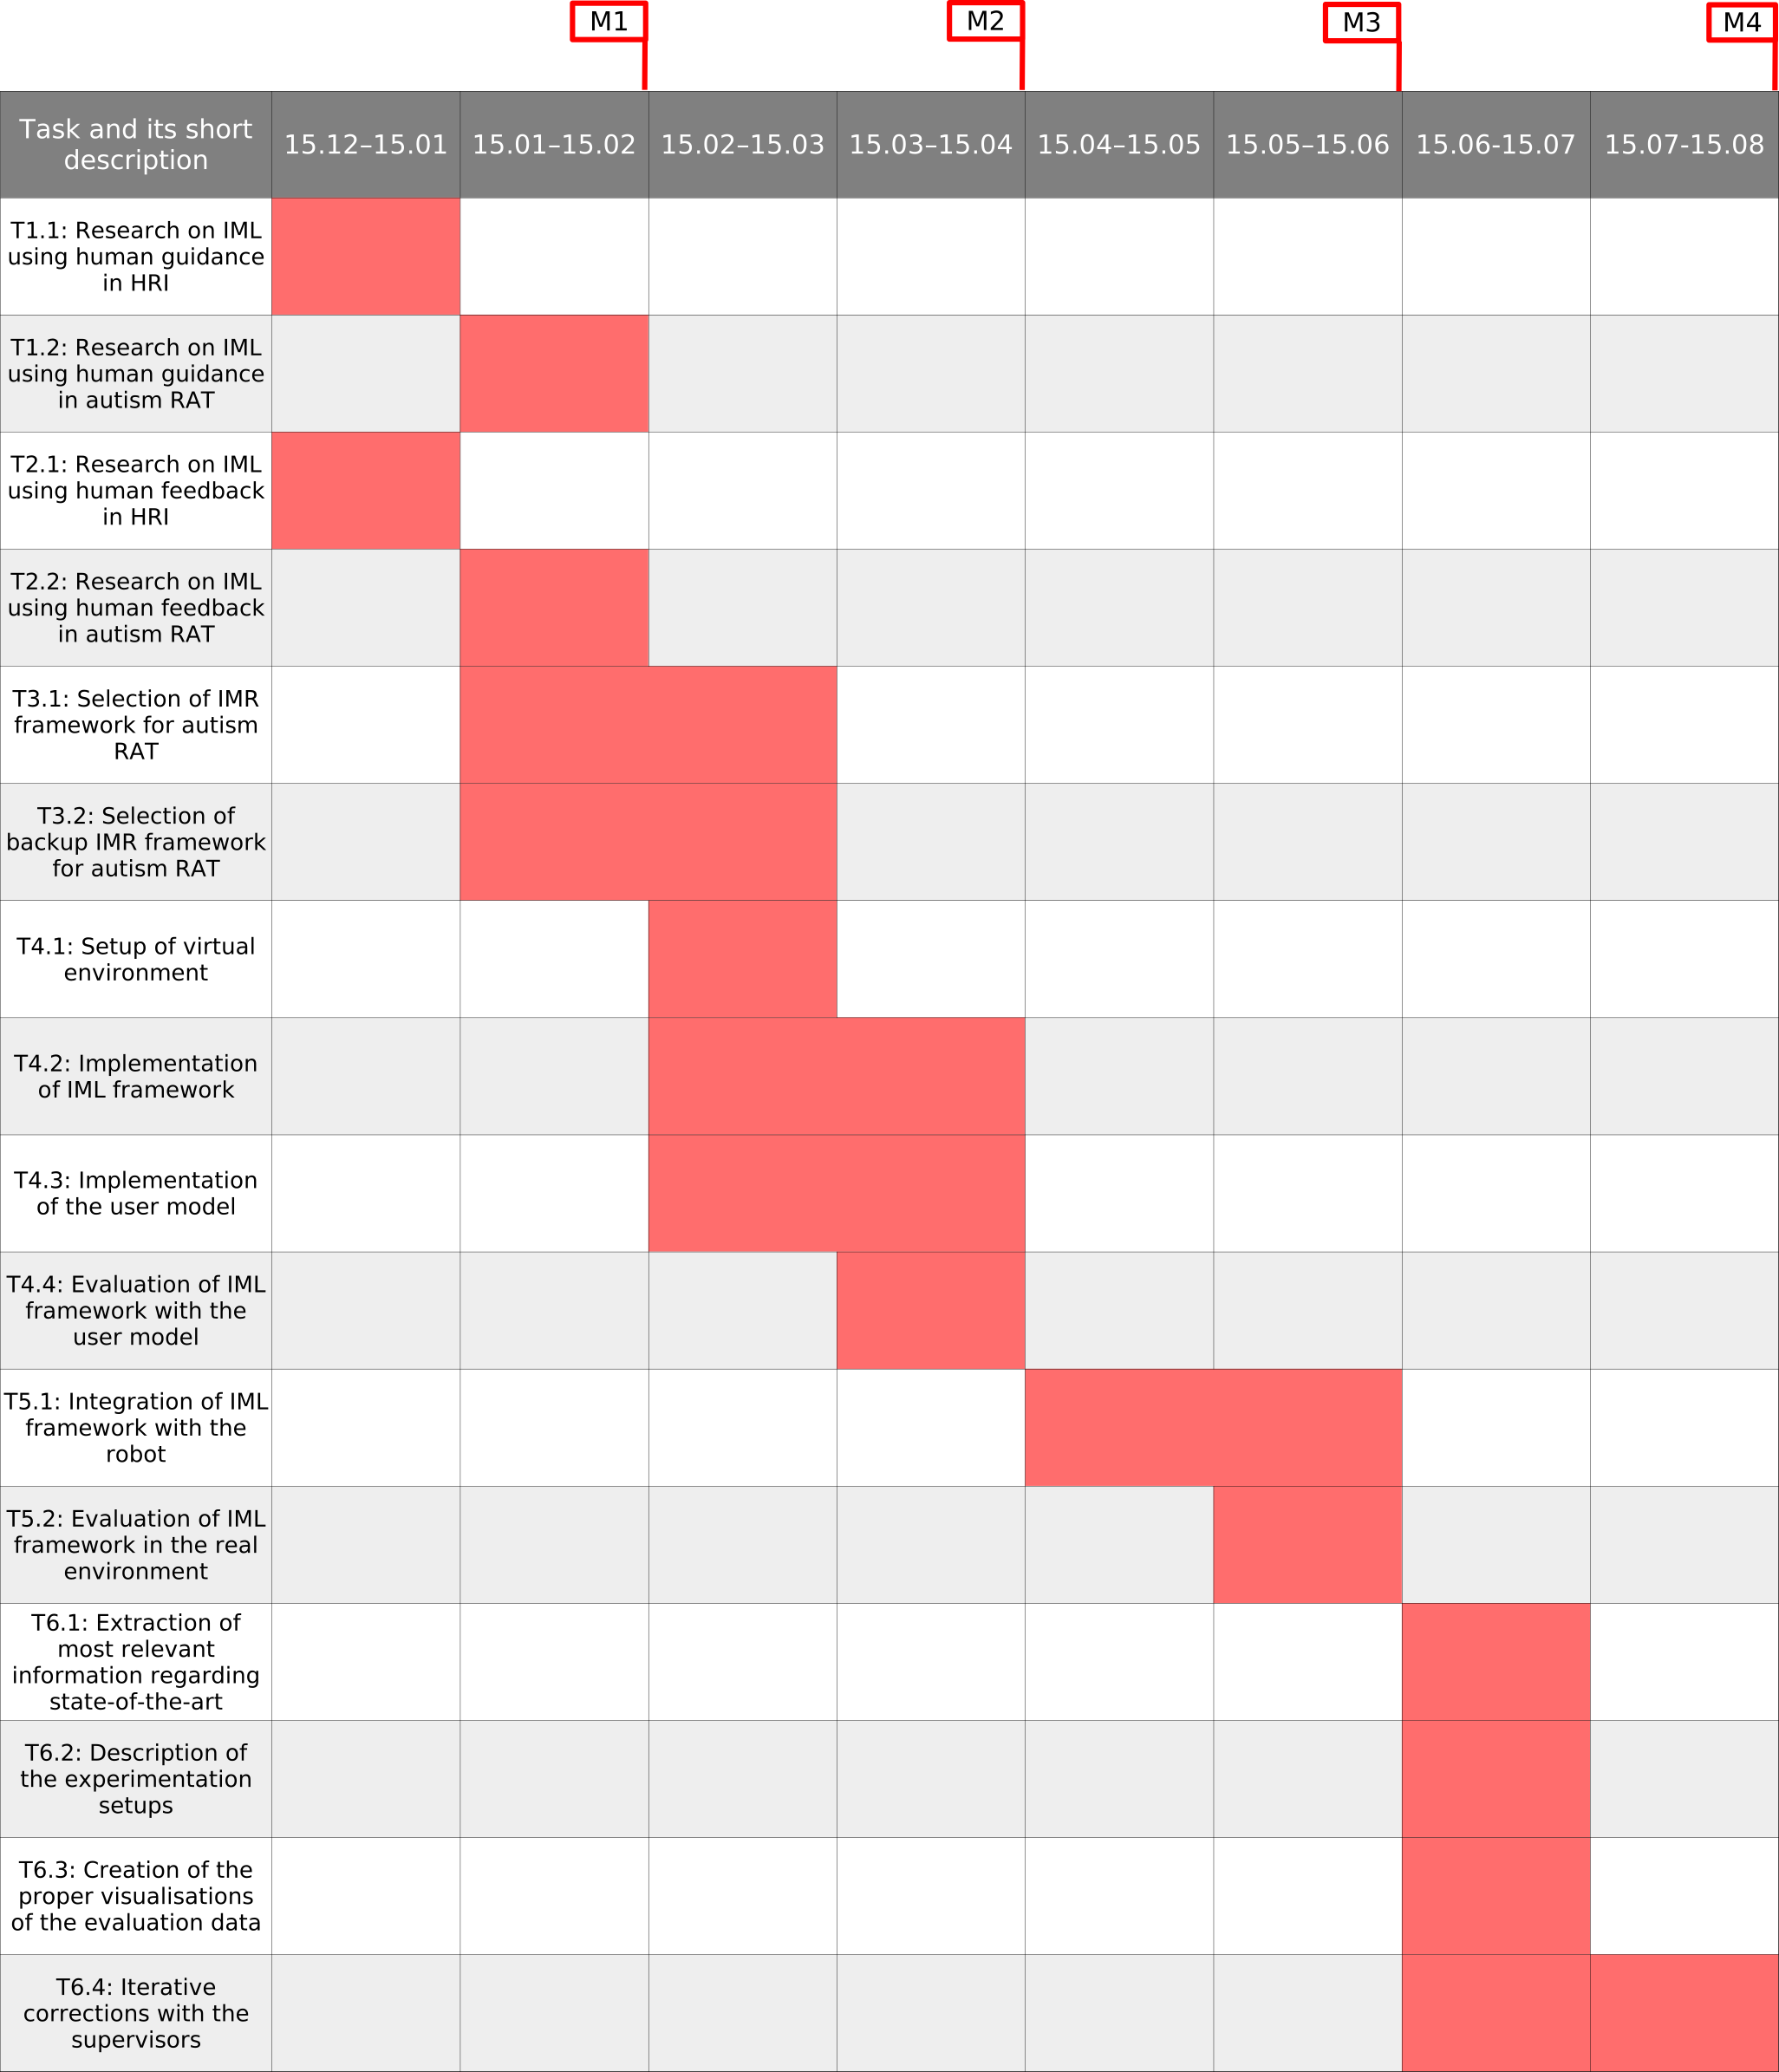 M1
M2
M3
M4
Task and its short
description
15.12–15.01
15.01–15.02
15.02–15.03
15.03–15.04
15.04–15.05
15.05–15.06
15.06-15.07
15.07-15.08
T1.1: Research on IML
using human guidance
in HRI
T1.2: Research on IML
using human guidance
in autism RAT
T2.1: Research on IML
using human feedback
in HRI
T2.2: Research on IML
using human feedback
in autism RAT
T3.1: Selection of IMR
framework for autism
RAT
T3.2: Selection of
backup IMR framework
for autism RAT
T4.1: Setup of virtual
environment
T4.2: Implementation
of IML framework
T4.3: Implementation
of the user model
T4.4: Evaluation of IML
framework with the
user model
T5.1: Integration of IML
framework with the
robot
T5.2: Evaluation of IML
framework in the real
environment
T6.1: Extraction of
most relevant
information regarding
state-of-the-art
T6.2: Description of
the experimentation
setups
T6.3: Creation of the
proper visualisations
of the evaluation data
T6.4: Iterative
corrections with the
supervisors